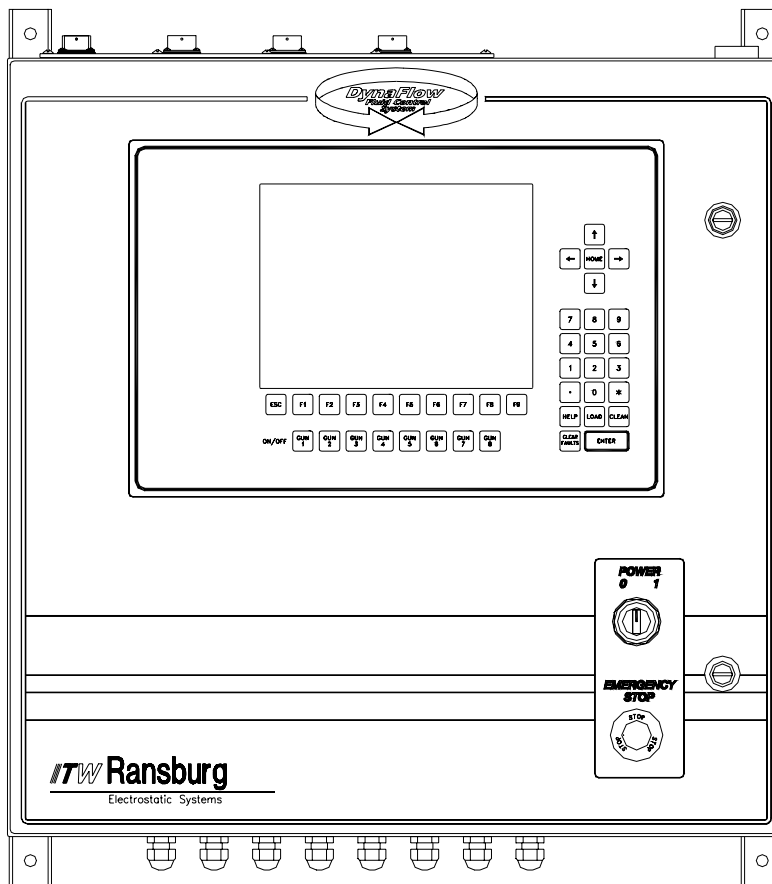 DynaFlow
Fluid Control
System
↑
← HOME →
↓
7 8 9
4 5 6
1 2 3
. 0 *
HELP LOAD CLEAN
CLEAR FAULTS ENTER
ESC F1 F2 F3 F4 F5 F6 F7 F8 F9
ON/OFF GUN 1 GUN 2 GUN 3 GUN 4 GUN 5 GUN 6 GUN 7 GUN 8
POWER
0 1
EMERGENCY
STOP
STOP
STOP
STOP
ITW Ransburg
Electrostatic Systems